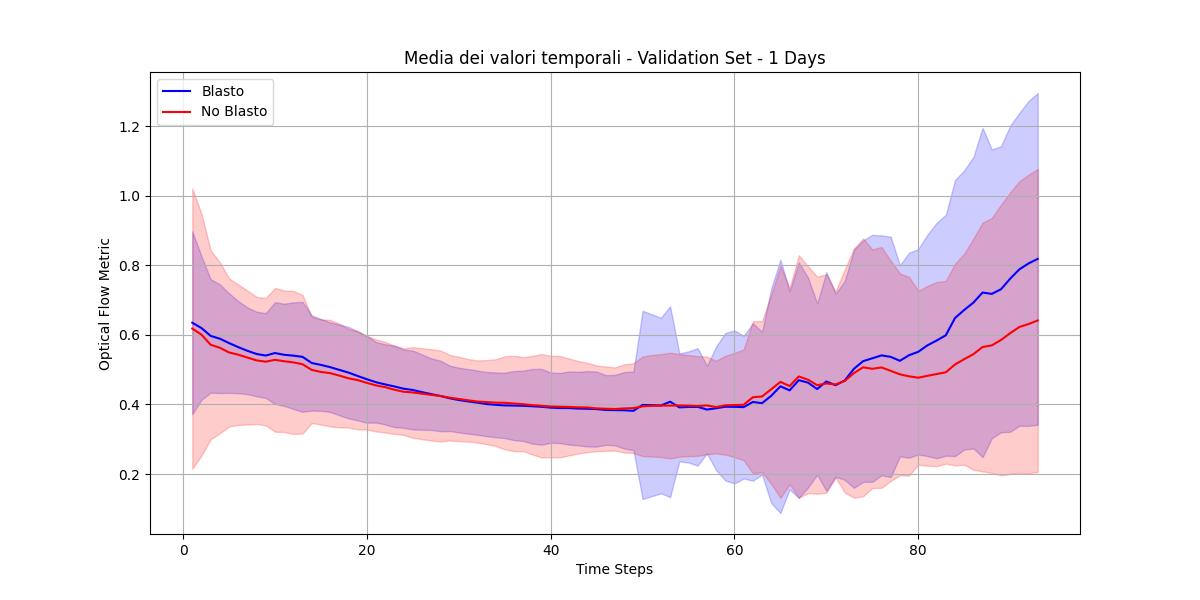 Media dei valori temporali - Validation Set - 1 Days
Blasto
No Blasto
Optical Flow Metric
1.2
1.0
0.8
0.6
0.4
0.2
0 20 40 60 80
Time Steps